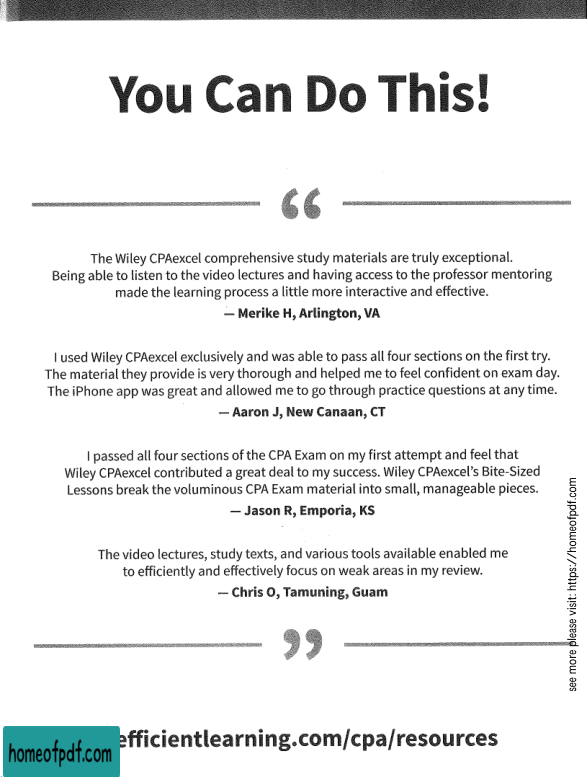 You Can Do This!
“
The Wiley CPAexcel comprehensive study materials are truly exceptional.
Being able to listen to the video lectures and having access to the professor mentoring
made the learning process a little more interactive and effective.
— Merike H, Arlington, VA
I used Wiley CPAexcel exclusively and was able to pass all four sections on the first try.
The material they provide is very thorough and helped me to feel confident on exam day.
The iPhone app was great and allowed me to go through practice questions at any time.
— Aaron J, New Canaan, CT
I passed all four sections of the CPA Exam on my first attempt and feel that
Wiley CPAexcel contributed a great deal to my success. Wiley CPAexcel’s Bite-Sized
Lessons break the voluminous CPA Exam material into small, manageable pieces.
— Jason R, Emporia, KS
The video lectures, study texts, and various tools available enabled me
to efficiently and effectively focus on weak areas in my review.
— Chris O, Tamuning, Guam
”
efficientlearning.com/cpa/resources
homeofpdf.com
see more please visit: https://homeofpdf.com